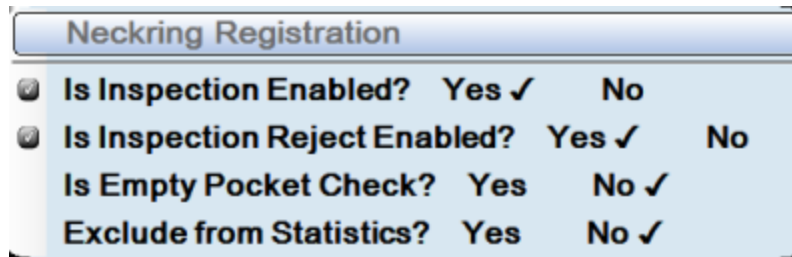 Neckring Registration
Is Inspection Enabled? Yes ✓ No
Is Inspection Reject Enabled? Yes ✓ No
Is Empty Pocket Check? Yes No ✓
Exclude from Statistics? Yes No ✓